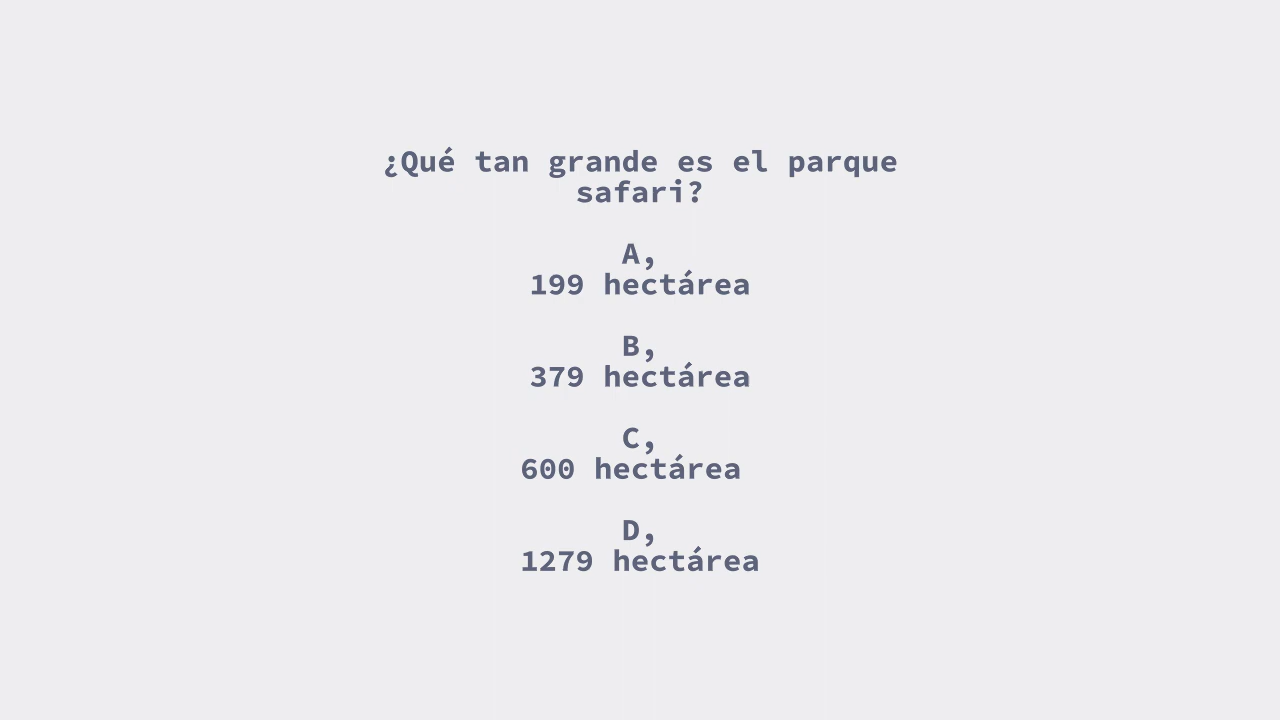 ¿Qué tan grande es el parque
safari?
A,
199 hectárea
B,
379 hectárea
C,
600 hectárea
D,
1279 hectárea